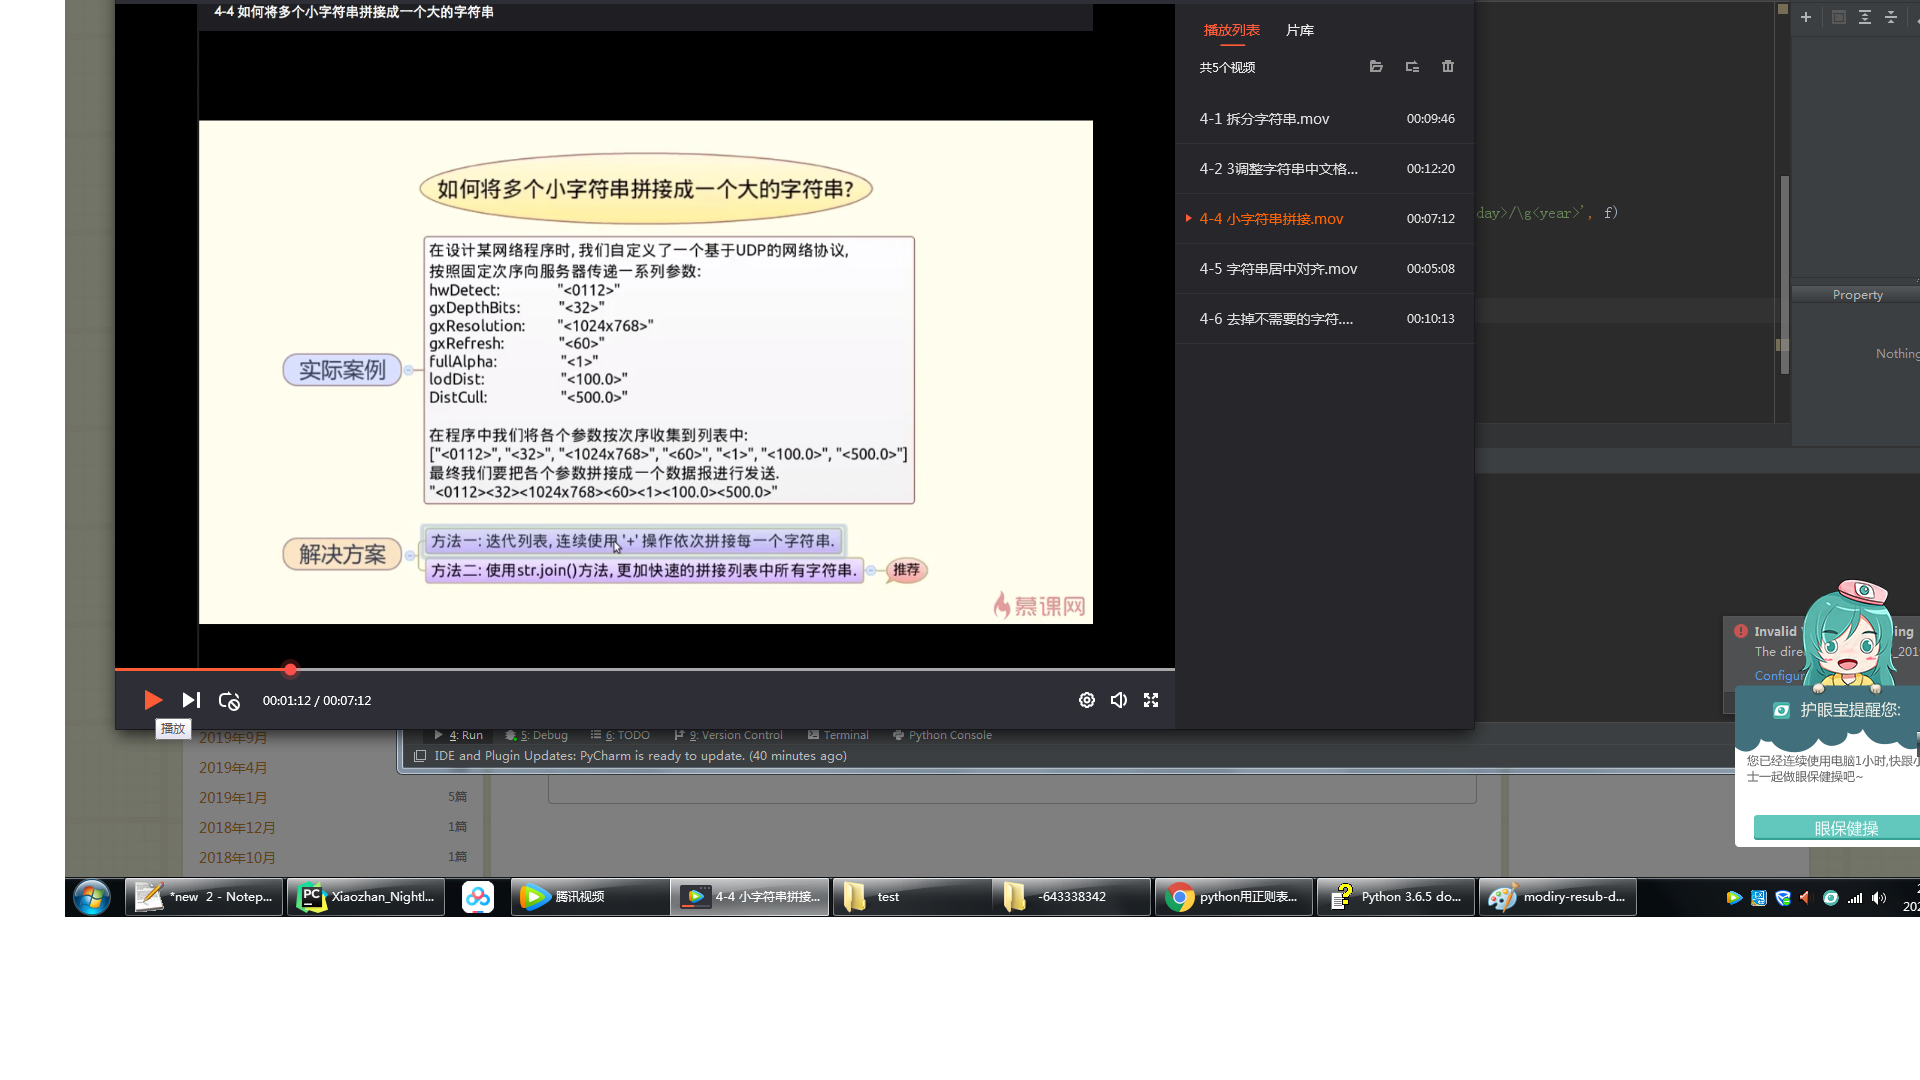 4-4 如何将多个小字符串拼接成一个大的字符串
如何将多个小字符串拼接成一个大的字符串?
实际案例
在设计某网络程序时, 我们自定义了一个基于UDP的网络协议,
按照固定次序向服务器传递一系列参数:
hwDetect: "<0112>"
gxDepthBits: "<32>"
gxResolution: "<1024x768>"
gxRefresh: "<60>"
fullAlpha: "<1>"
lodDist: "<100.0>"
DistCull: "<500.0>"
在程序中我们将各个参数按次序收集到列表中:
["<0112>", "<32>", "<1024x768>", "<60>", "<1>", "<100.0>", "<500.0>"]
最终我们要把各个参数拼接成一个数据报进行发送.
"<0112><32><1024x768><60><1><100.0><500.0>"
解决方案
方法一: 迭代列表, 连续使用 '+' 操作依次拼接每一个字符串.
方法二: 使用str.join()方法, 更加快速的拼接列表中所有字符串.
推荐
慕课网
00:01:12 / 00:07:12
播放
播放列表 片库
共5个视频
4-1 拆分字符串.mov 00:09:46
4-2 3调整字符串中文格... 00:12:20
4-4 小字符串拼接.mov 00:07:12
4-5 字符串居中对齐.mov 00:05:08
4-6 去掉不需要的字符.... 00:10:13
day>/\g<year>', f)
Property
Nothing
Invalid
ing
The dire
_201
Configur
护眼宝提醒您:
您已经连续使用电脑1小时,快跟小
士一起做眼保健操吧~
眼保健操
4: Run 5: Debug 6: TODO 9: Version Control Terminal Python Console
IDE and Plugin Updates: PyCharm is ready to update. (40 minutes ago)
2019年9月
2019年4月
2019年1月 5篇
2018年12月 1篇
2018年10月 1篇
*new 2 - Notep... Xiaozhan_Nightl... 腾讯视频 4-4 小字符串拼接... test -643338342 python用正则表... Python 3.6.5 do... modiry-resub-d...